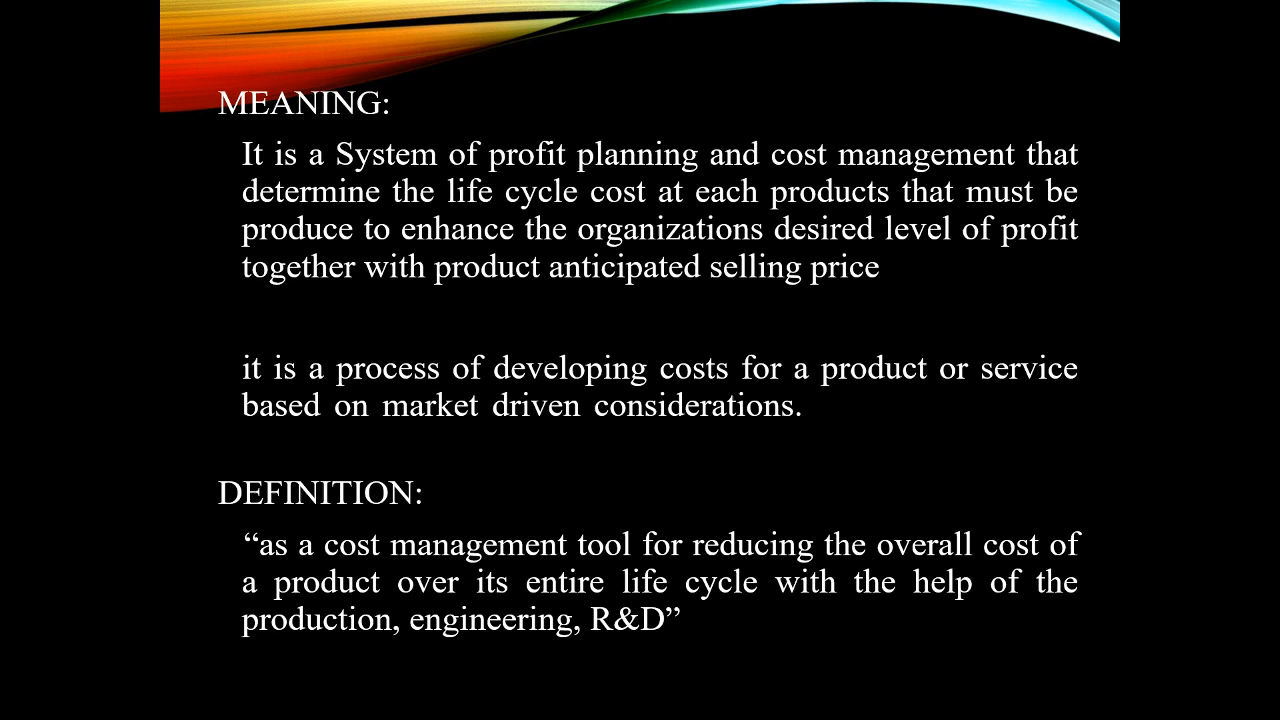 MEANING:
It is a System of profit planning and cost management that
determine the life cycle cost at each products that must be
produce to enhance the organizations desired level of profit
together with product anticipated selling price
it is a process of developing costs for a product or service
based on market driven considerations.
DEFINITION:
“as a cost management tool for reducing the overall cost of
a product over its entire life cycle with the help of the
production, engineering, R&D”